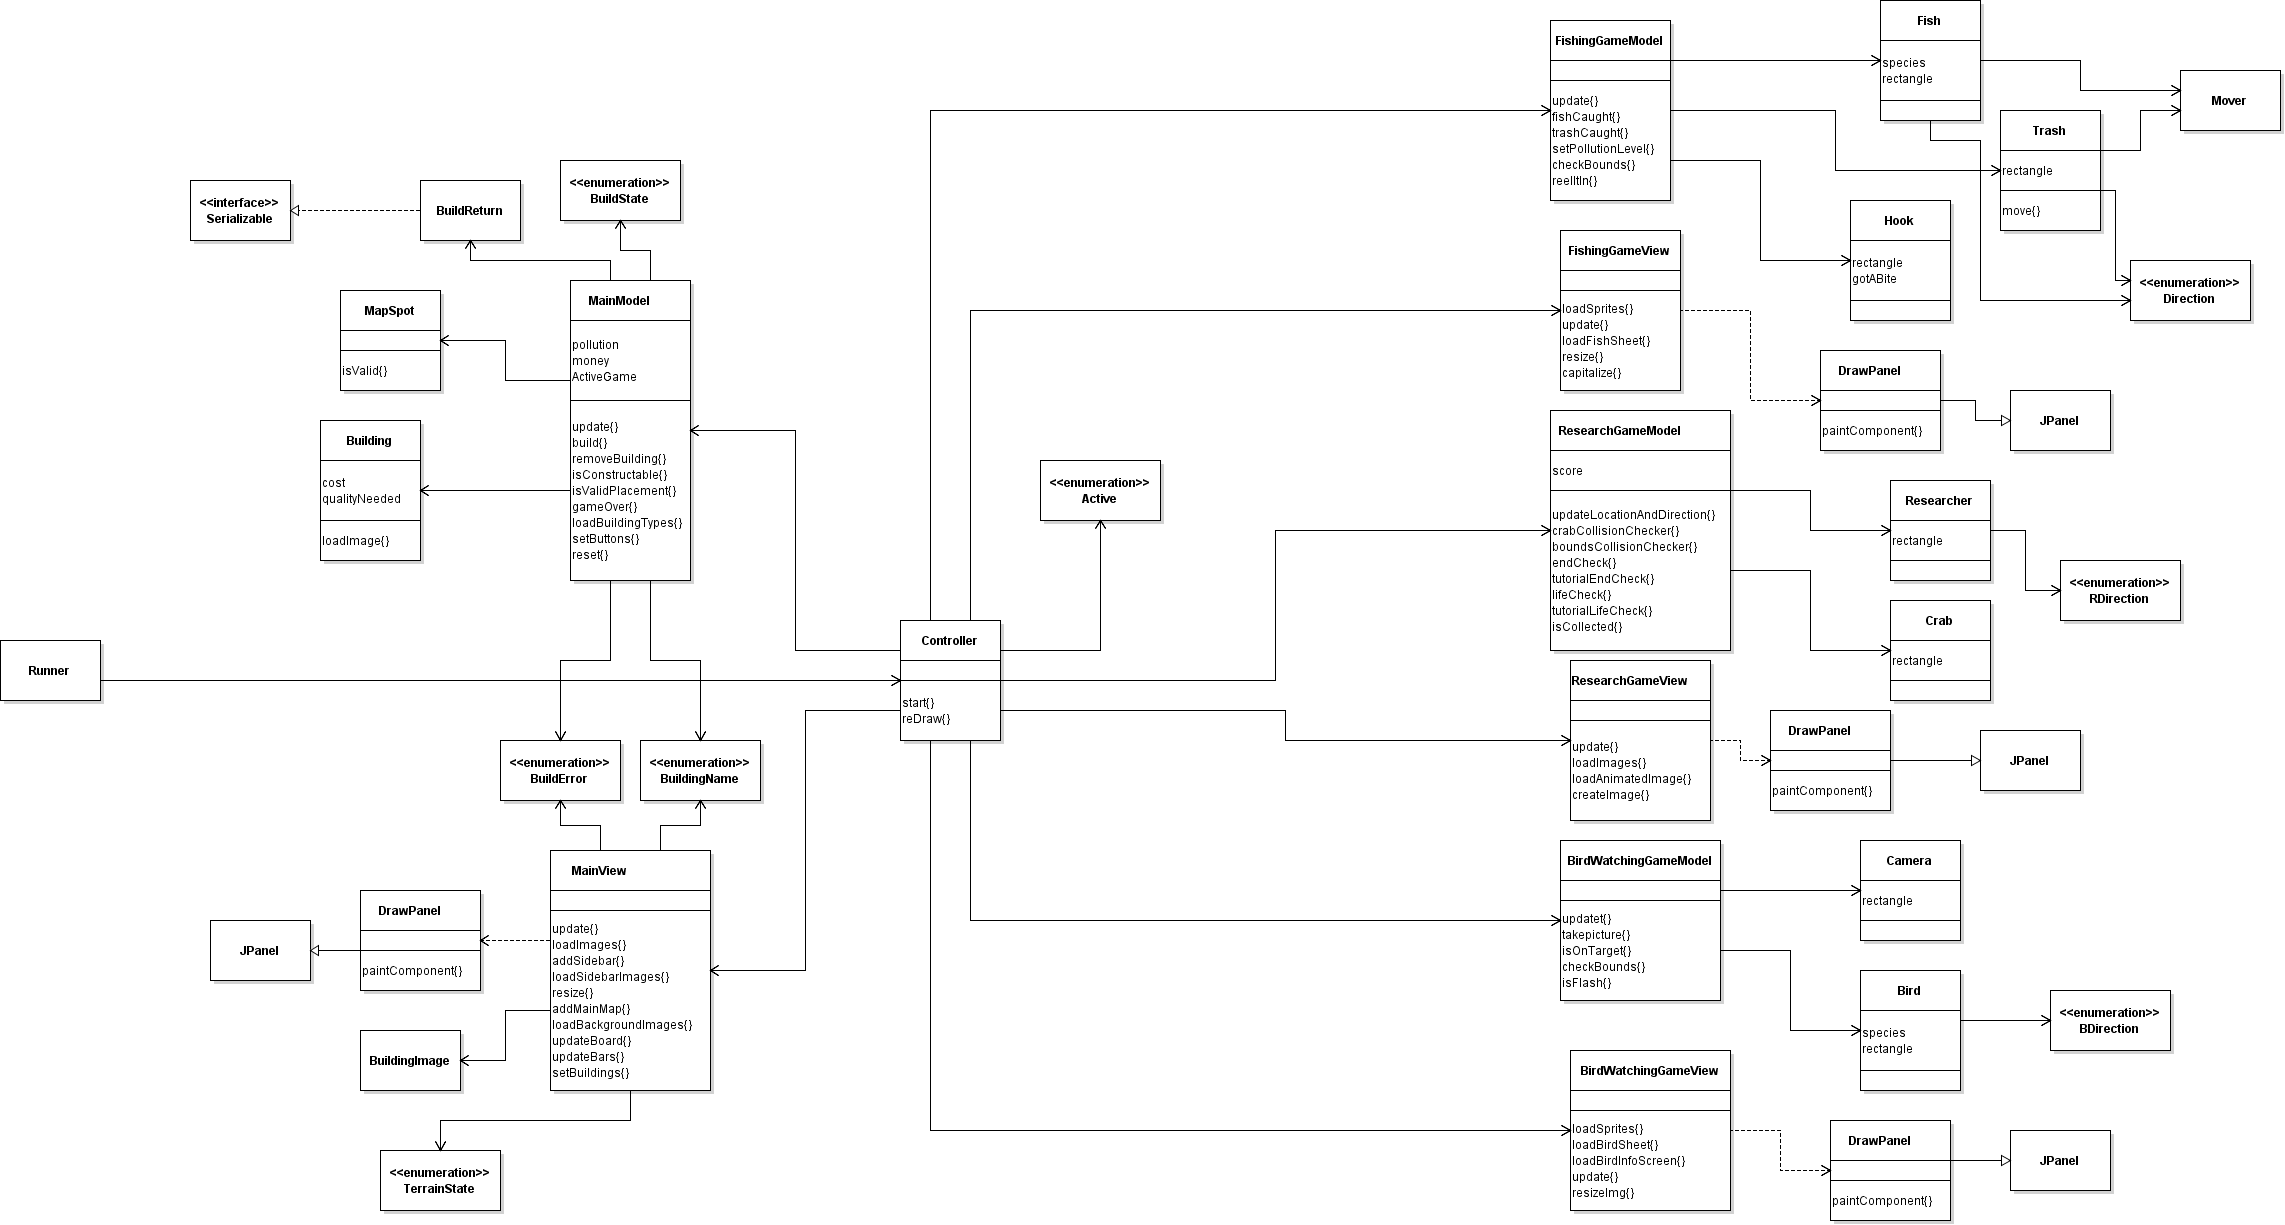 FishingGameModel
update{}
fishCaught{}
trashCaught{}
setPollutionLevel{}
checkBounds{}
reelItIn{}
Fish
species
rectangle
Mover
Trash
rectangle
move{}
Hook
rectangle
gotABite
<<enumeration>>
Direction
<<interface>>
Serializable
BuildReturn
<<enumeration>>
BuildState
MapSpot
isValid{}
MainModel
pollution
money
ActiveGame
update{}
build{}
removeBuilding{}
isConstructable{}
isValidPlacement{}
gameOver{}
loadBuildingTypes{}
setButtons{}
reset{}
Building
cost
qualityNeeded
loadImage{}
FishingGameView
loadSprites{}
update{}
loadFishSheet{}
resize{}
capitalize{}
DrawPanel
paintComponent{}
JPanel
<<enumeration>>
Active
ResearchGameModel
score
updateLocationAndDirection{}
crabCollisionChecker{}
boundsCollisionChecker{}
endCheck{}
tutorialEndCheck{}
lifeCheck{}
tutorialLifeCheck{}
isCollected{}
Researcher
rectangle
<<enumeration>>
RDirection
Crab
rectangle
Runner
Controller
start{}
reDraw{}
ResearchGameView
update{}
loadImages{}
loadAnimatedImage{}
createImage{}
DrawPanel
paintComponent{}
JPanel
<<enumeration>>
BuildError
<<enumeration>>
BuildingName
MainView
update{}
loadImages{}
addSidebar{}
loadSidebarImages{}
resize{}
addMainMap{}
loadBackgroundImages{}
updateBoard{}
updateBars{}
setBuildings{}
DrawPanel
paintComponent{}
JPanel
BuildingImage
<<enumeration>>
TerrainState
BirdWatchingGameModel
updatet{}
takepicture{}
isOnTarget{}
checkBounds{}
isFlash{}
Camera
rectangle
Bird
species
rectangle
<<enumeration>>
BDirection
BirdWatchingGameView
loadSprites{}
loadBirdSheet{}
loadBirdInfoScreen{}
update{}
resizeImg{}
DrawPanel
paintComponent{}
JPanel